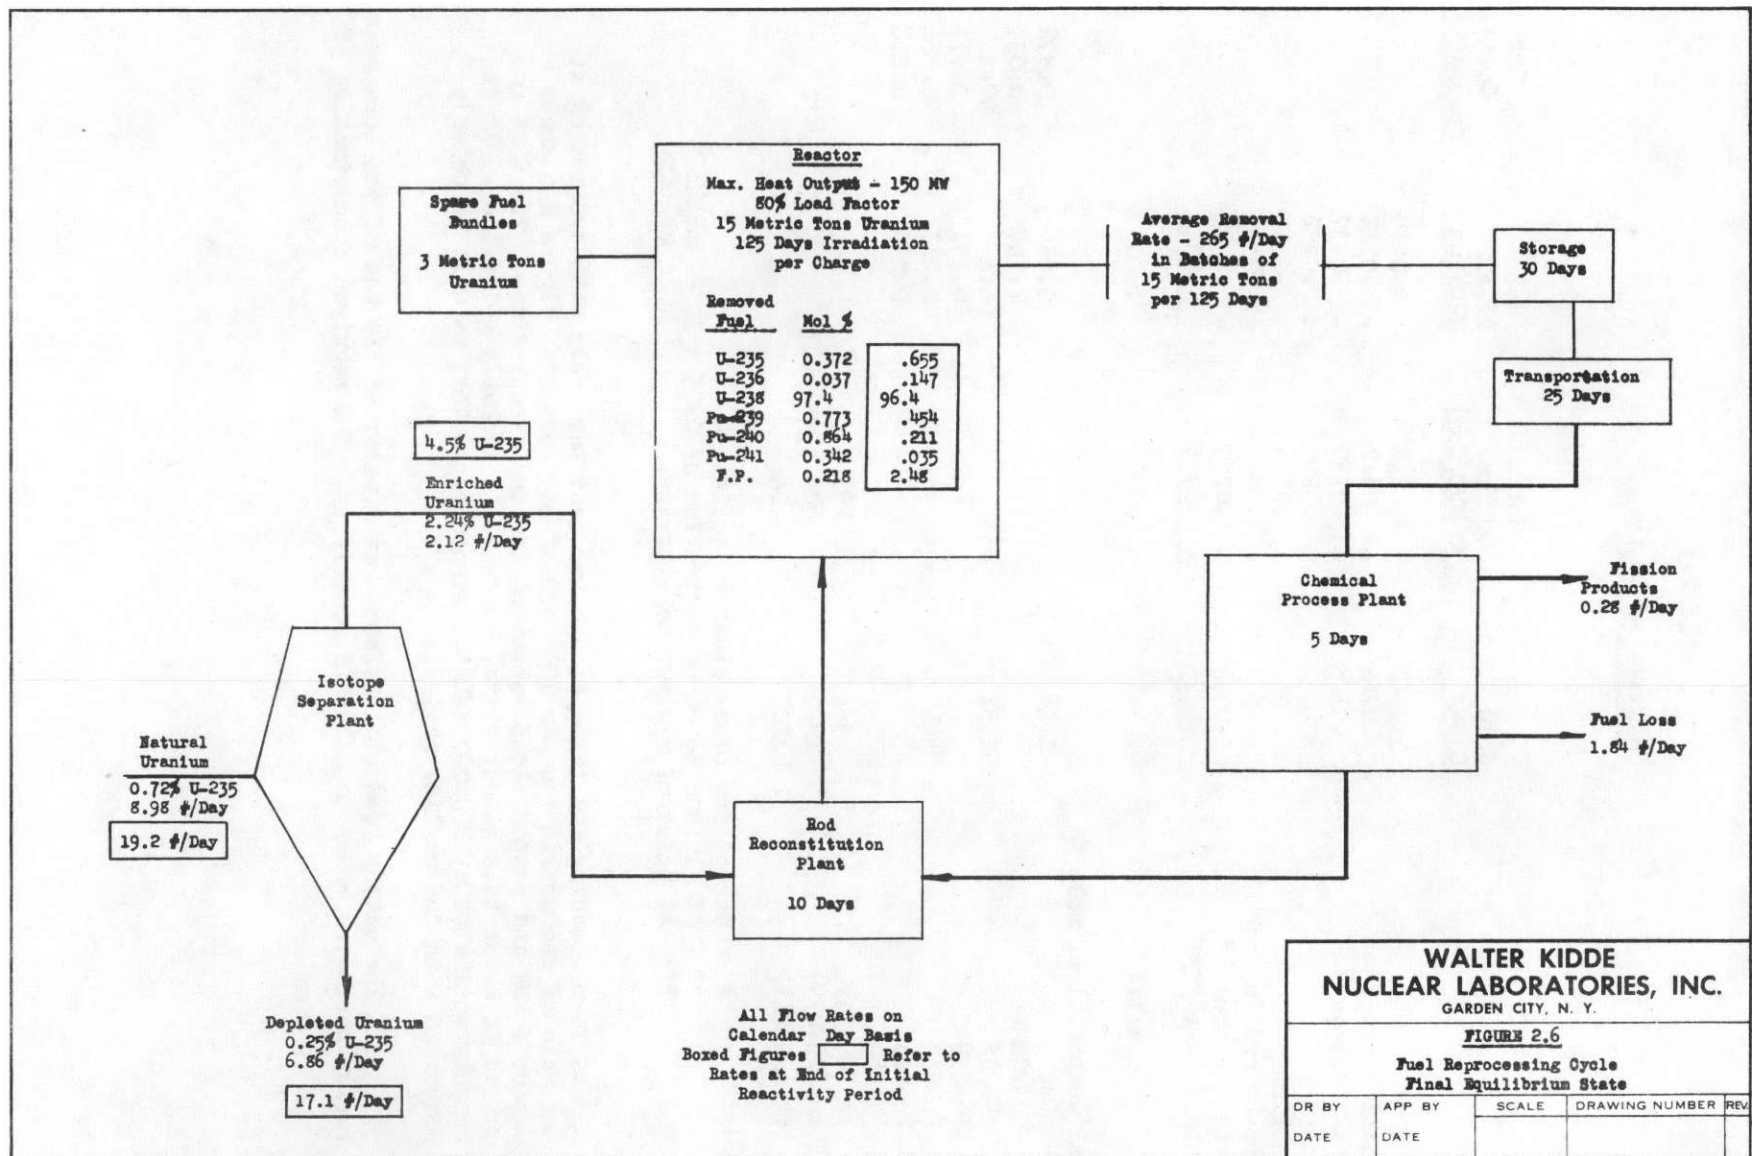 Reactor
Max. Heat Output - 150 MW
80% Load Factor
15 Metric Tons Uranium
125 Days Irradiation
per Charge
Removed
Fuel Mol %
U-235 0.372 .655
U-236 0.037 .147
U-238 97.4 96.4
Pu-239 0.773 .454
Pu-240 0.864 .211
Pu-241 0.342 .035
F.P. 0.218 2.48
Spare Fuel
Bundles
3 Metric Tons
Uranium
Average Removal
Rate - 265 #/Day
in Batches of
15 Metric Tons
per 125 Days
Storage
30 Days
Transportation
25 Days
4.5% U-235
Enriched
Uranium
2.24% U-235
2.12 #/Day
Chemical
Process Plant
5 Days
Fission
Products
0.28 #/Day
Fuel Loss
1.84 #/Day
Isotope
Separation
Plant
Natural
Uranium
0.72% U-235
8.98 #/Day
19.2 #/Day
Rod
Reconstitution
Plant
10 Days
Depleted Uranium
0.25% U-235
6.86 #/Day
17.1 #/Day
All Flow Rates on
Calendar Day Basis
Boxed Figures Refer to
Rates at End of Initial
Reactivity Period
WALTER KIDDE
NUCLEAR LABORATORIES, INC.
GARDEN CITY, N. Y.
FIGURE 2.6
Fuel Reprocessing Cycle
Final Equilibrium State
DR BY APP BY SCALE DRAWING NUMBER REV.
DATE DATE